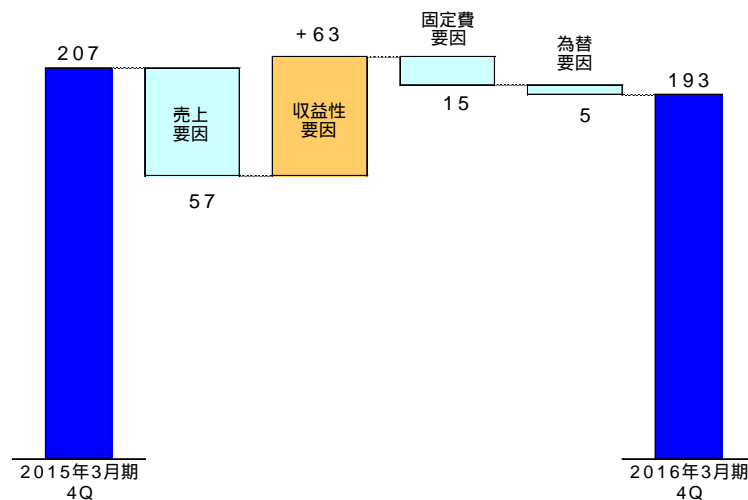 207
売上
要因
57
+63
収益性
要因
固定費
要因
15
為替
要因
5
193
2015年3月期
4Q
2016年3月期
4Q